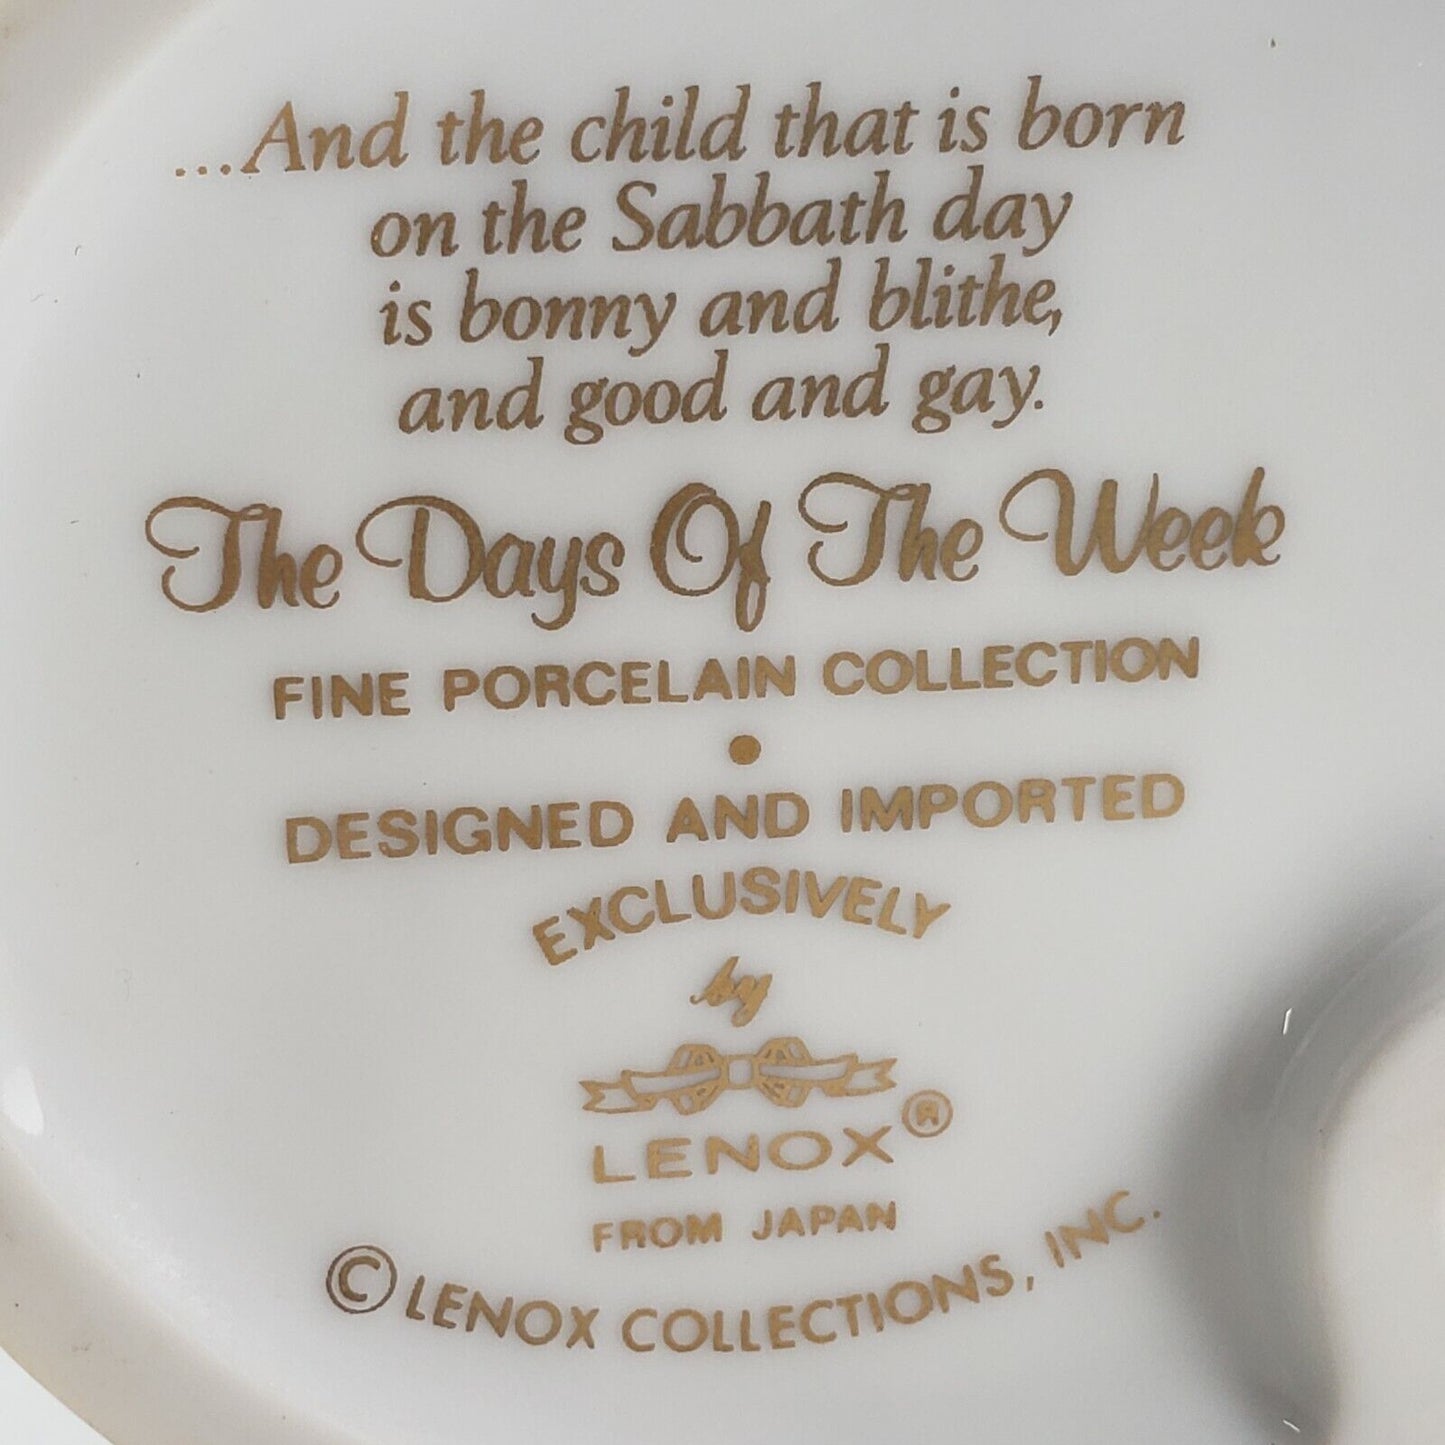 ...And the child that is born
on the Sabbath day
is bonny and blithe,
and good and gay.
The Days Of The Week
FINE PORCELAIN COLLECTION
•
DESIGNED AND IMPORTED
EXCLUSIVELY
by
LENOX®
FROM JAPAN
© LENOX COLLECTIONS, INC.